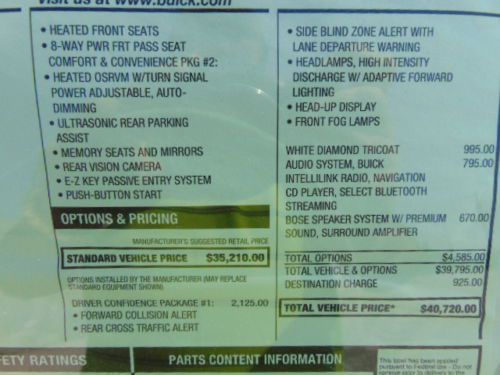 Visit us at www.buick.com
• HEATED FRONT SEATS
• 8-WAY PWR FRT PASS SEAT
COMFORT & CONVENIENCE PKG #2:
• HEATED OSRVM W/TURN SIGNAL
POWER ADJUSTABLE, AUTO-
DIMMING
• ULTRASONIC REAR PARKING
ASSIST
• MEMORY SEATS AND MIRRORS
• REAR VISION CAMERA
• E-Z KEY PASSIVE ENTRY SYSTEM
• PUSH-BUTTON START
OPTIONS & PRICING
MANUFACTURER'S SUGGESTED RETAIL PRICE
STANDARD VEHICLE PRICE $35,210.00
OPTIONS INSTALLED BY THE MANUFACTURER (MAY REPLACE
STANDARD EQUIPMENT SHOWN)
DRIVER CONFIDENCE PACKAGE #1: 2,125.00
• FORWARD COLLISION ALERT
• REAR CROSS TRAFFIC ALERT
• SIDE BLIND ZONE ALERT WITH
LANE DEPARTURE WARNING
• HEADLAMPS, HIGH INTENSITY
DISCHARGE W/ ADAPTIVE FORWARD
LIGHTING
• HEAD-UP DISPLAY
• FRONT FOG LAMPS
WHITE DIAMOND TRICOAT 995.00
AUDIO SYSTEM, BUICK 795.00
INTELLILINK RADIO, NAVIGATION
CD PLAYER, SELECT BLUETOOTH
STREAMING
BOSE SPEAKER SYSTEM W/ PREMIUM 670.00
SOUND, SURROUND AMPLIFIER
TOTAL OPTIONS $4,585.00
TOTAL VEHICLE & OPTIONS $39,795.00
DESTINATION CHARGE 925.00
TOTAL VEHICLE PRICE* $40,720.00
ETY RATINGS
PARTS CONTENT INFORMATION
This label has been applied
pursuant to Federal law - Do not